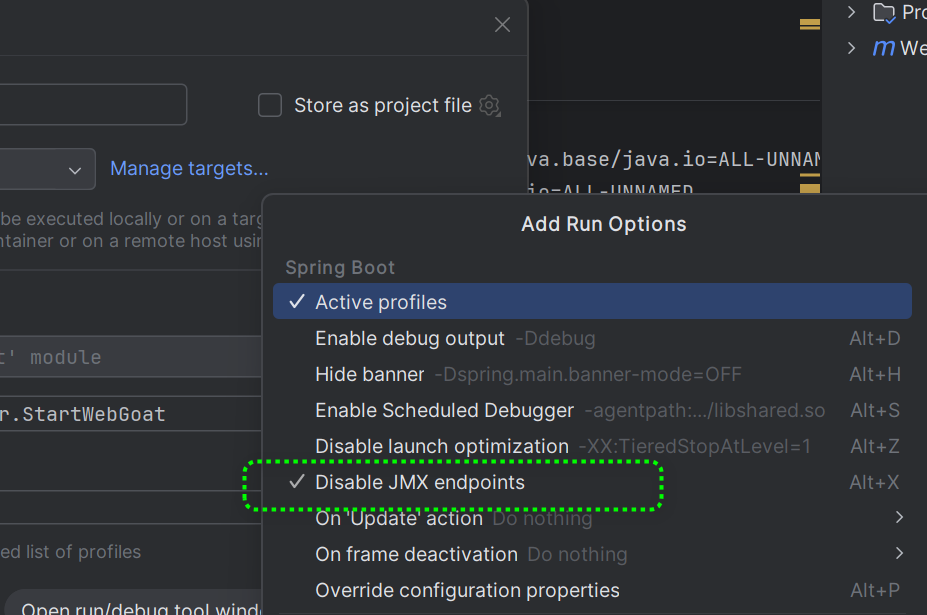 Pro
Store as project file
m We
Manage targets...
va.base/java.io=ALL-UNNAM
io=ALL-UNNAMED
be executed locally or on a targ
ntainer or on a remote host usin
Add Run Options
Spring Boot
Active profiles
Enable debug output -Ddebug Alt+D
t' module
Hide banner -Dspring.main.banner-mode=OFF Alt+H
r.StartWebGoat
Enable Scheduled Debugger -agentpath:.../libshared.so Alt+S
Disable launch optimization -XX:TieredStopAtLevel=1 Alt+Z
Disable JMX endpoints Alt+X
On 'Update' action Do nothing
ed list of profiles
On frame deactivation Do nothing
Override configuration properties Alt+P
Open run/debug tool windo